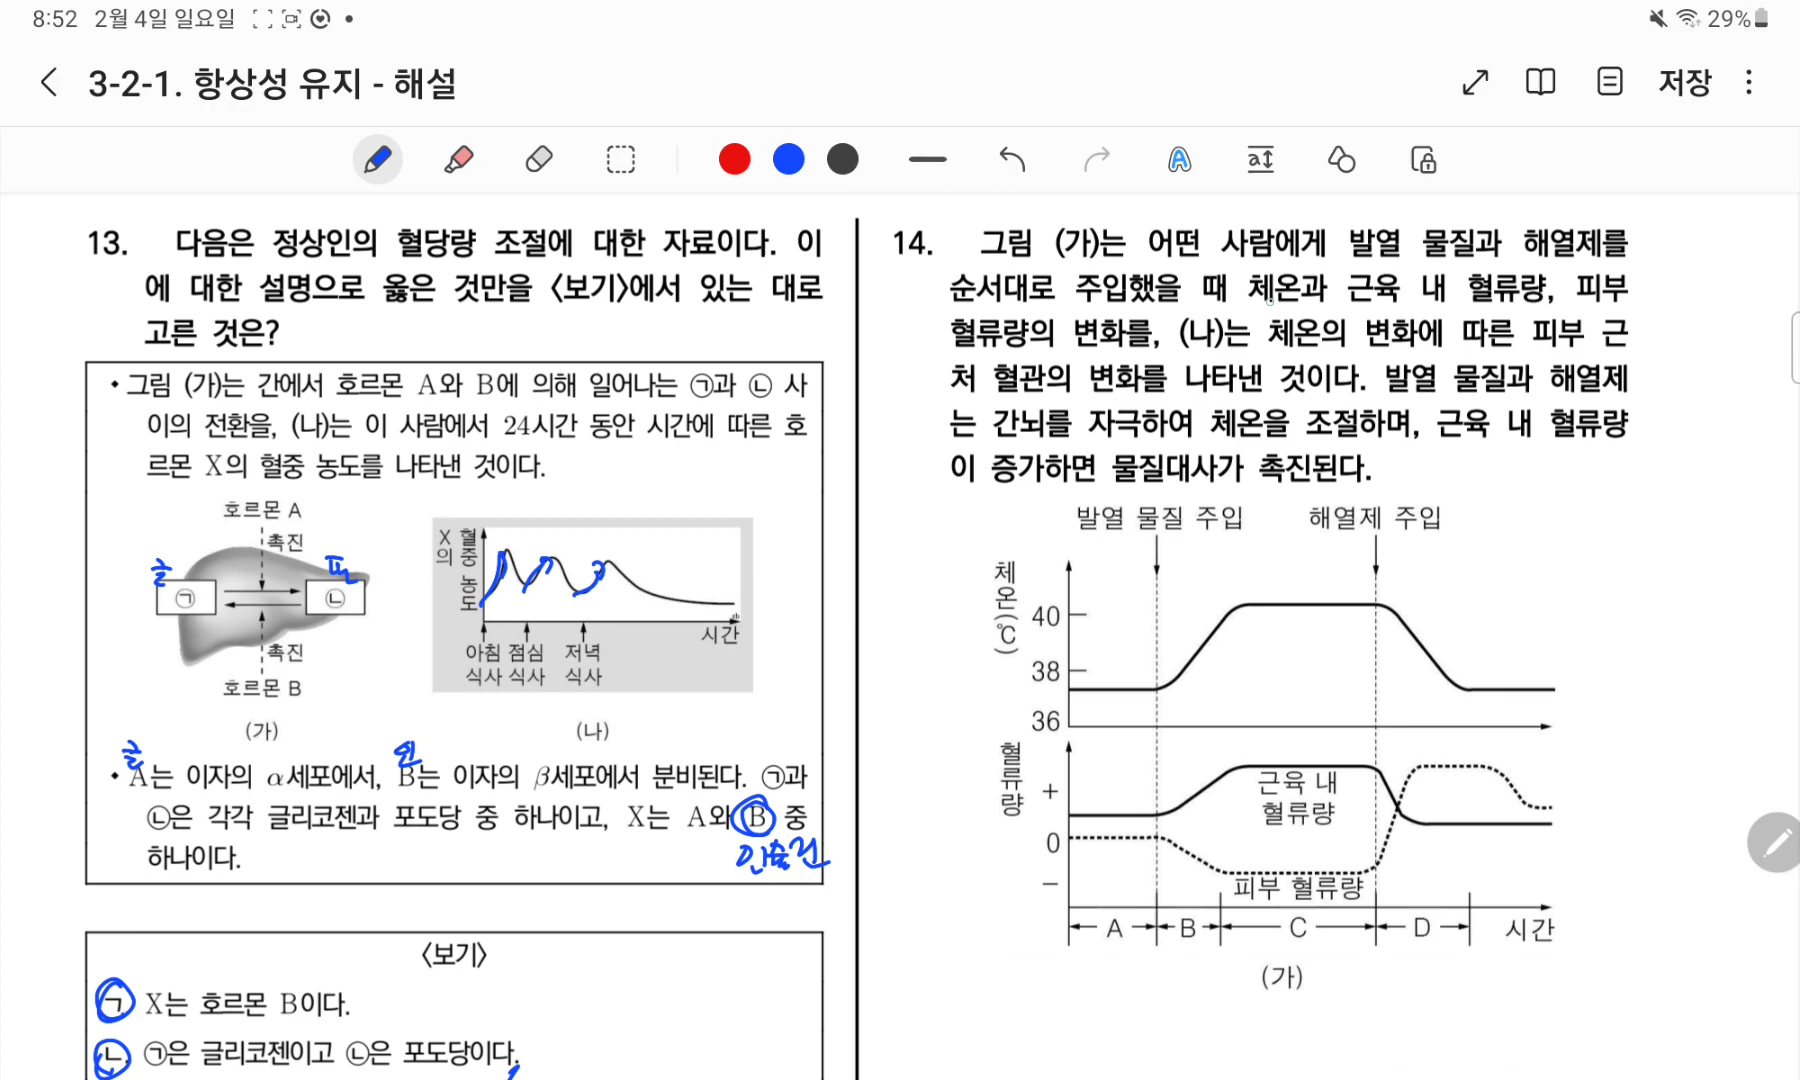 8:52 2월 4일 일요일
29%
3-2-1. 항상성 유지 - 해설
저장
13. 다음은 정상인의 혈당량 조절에 대한 자료이다. 이
에 대한 설명으로 옳은 것만을 〈보기〉에서 있는 대로
고른 것은?
• 그림 (가)는 간에서 호르몬 A와 B에 의해 일어나는 ㉠과 ㉡ 사
이의 전환을, (나)는 이 사람에서 24시간 동안 시간에 따른 호
르몬 X의 혈중 농도를 나타낸 것이다.
호르몬 A
촉진
글
포
㉠
㉡
촉진
호르몬 B
(가)
X의 혈중 농도
시간
아침 점심 저녁
식사 식사 식사
(나)
글
인
• A는 이자의 α세포에서, B는 이자의 β세포에서 분비된다. ㉠과
㉡은 각각 글리코젠과 포도당 중 하나이고, X는 A와 B 중
하나이다.
인슐린
〈보기〉
ㄱ. X는 호르몬 B이다.
ㄴ. ㉠은 글리코젠이고 ㉡은 포도당이다.
14. 그림 (가)는 어떤 사람에게 발열 물질과 해열제를
순서대로 주입했을 때 체온과 근육 내 혈류량, 피부
혈류량의 변화를, (나)는 체온의 변화에 따른 피부 근
처 혈관의 변화를 나타낸 것이다. 발열 물질과 해열제
는 간뇌를 자극하여 체온을 조절하며, 근육 내 혈류량
이 증가하면 물질대사가 촉진된다.
발열 물질 주입 해열제 주입
체온(℃)
40
38
36
혈류량
+
0
−
근육 내
혈류량
피부 혈류량
A B C D 시간
(가)